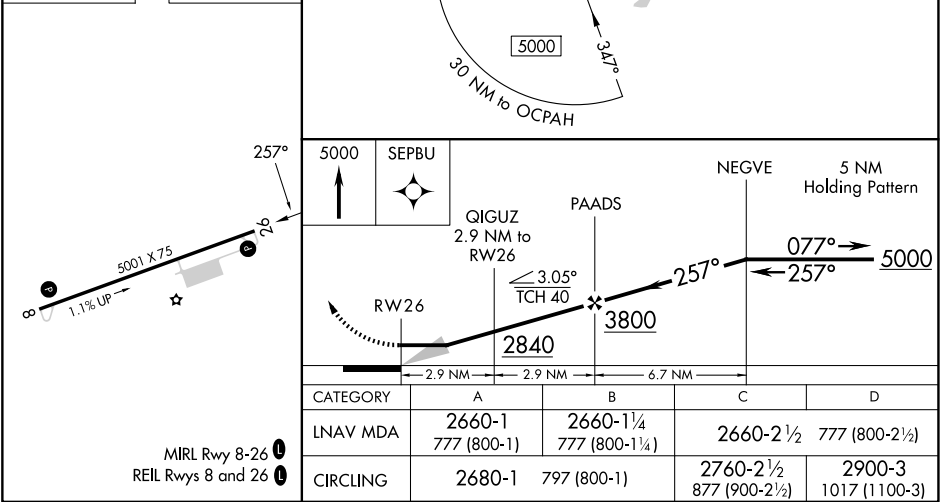 5000
347°
30 NM to OCPAH
257°
26
5001 X 75
P
P
8
1.1% UP
MIRL Rwy 8-26 L
REIL Rwys 8 and 26 L
5000
SEPBU
NEGVE
5 NM
Holding Pattern
PAADS
QIGUZ
2.9 NM to
RW26
3.05°
TCH 40
RW26
257°
077°
257°
5000
3800
2840
2.9 NM
2.9 NM
6.7 NM
CATEGORY A B C D
LNAV MDA 2660-1 777 (800-1) 2660-1¼ 777 (800-1¼) 2660-2½ 777 (800-2½)
CIRCLING 2680-1 797 (800-1) 2760-2½ 877 (900-2½) 2900-3 1017 (1100-3)